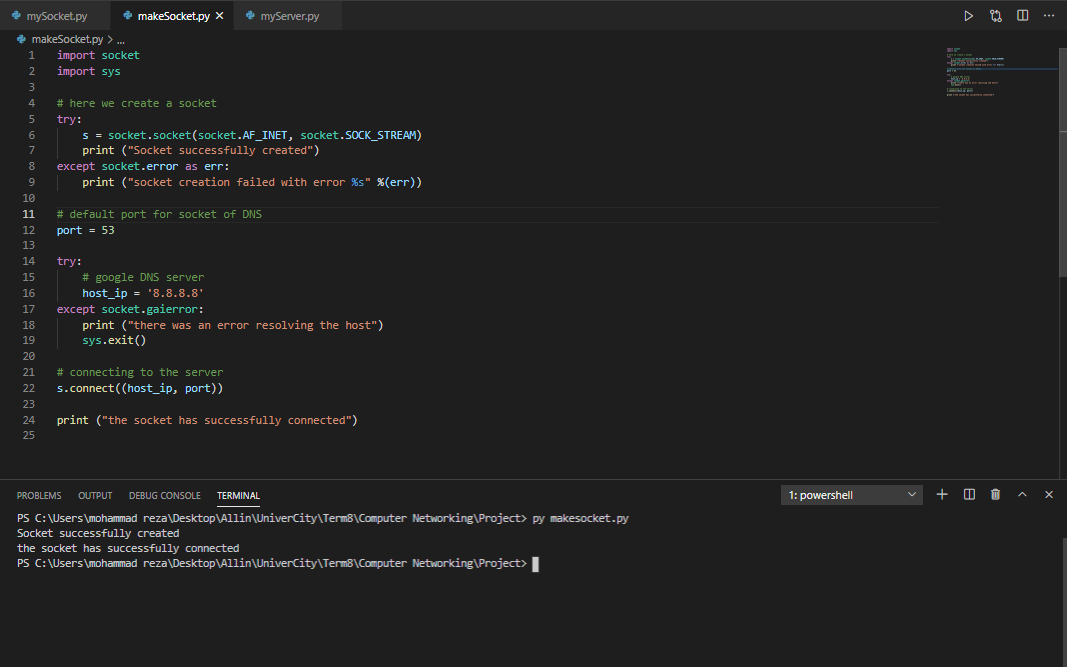 mySocket.py makeSocket.py myServer.py
makeSocket.py > ...
1 import socket
2 import sys
3
4 # here we create a socket
5 try:
6     s = socket.socket(socket.AF_INET, socket.SOCK_STREAM)
7     print ("Socket successfully created")
8 except socket.error as err:
9     print ("socket creation failed with error %s" %(err))
10
11 # default port for socket of DNS
12 port = 53
13
14 try:
15     # google DNS server
16     host_ip = '8.8.8.8'
17 except socket.gaierror:
18     print ("there was an error resolving the host")
19     sys.exit()
20
21 # connecting to the server
22 s.connect((host_ip, port))
23
24 print ("the socket has successfully connected")
25
PROBLEMS OUTPUT DEBUG CONSOLE TERMINAL 1: powershell
PS C:\Users\mohammad reza\Desktop\Allin\UniverCity\Term8\Computer Networking\Project> py makesocket.py
Socket successfully created
the socket has successfully connected
PS C:\Users\mohammad reza\Desktop\Allin\UniverCity\Term8\Computer Networking\Project>